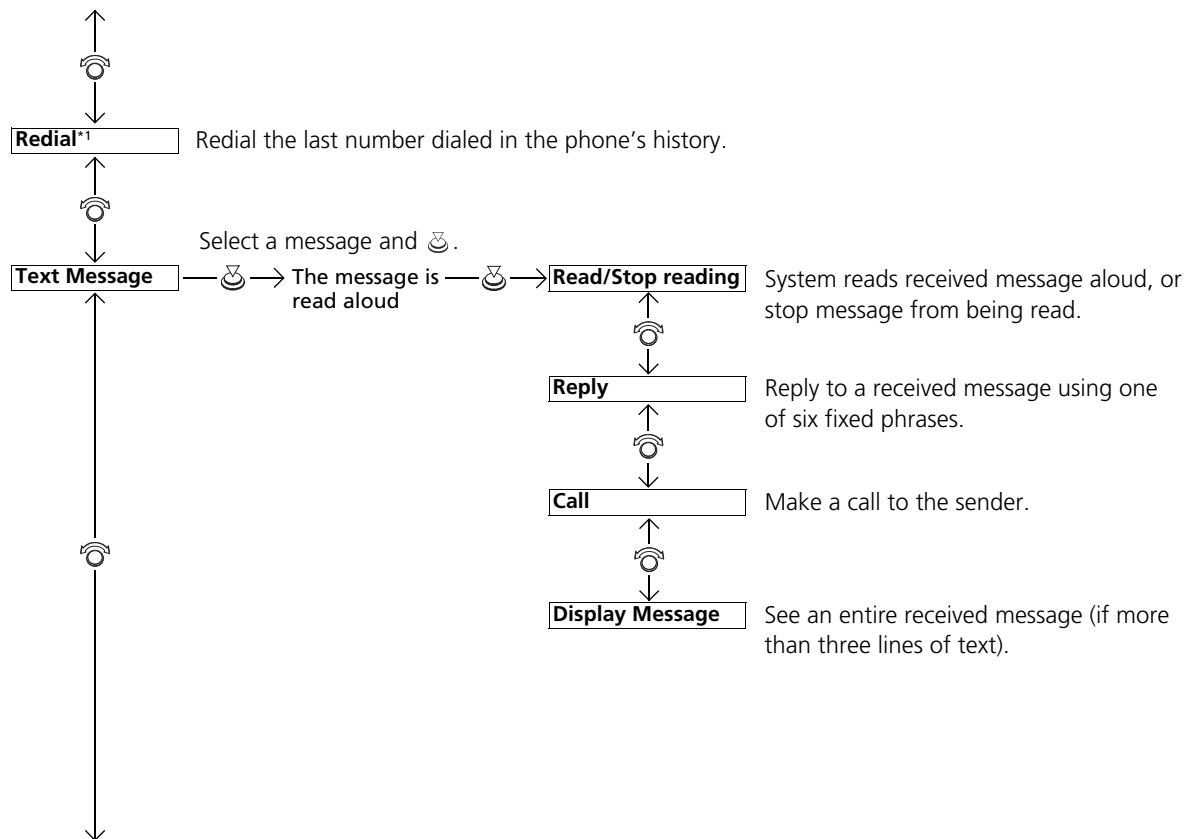 Redial*1
Redial the last number dialed in the phone’s history.
Select a message and .
Text Message
The message is
read aloud
Read/Stop reading
System reads received message aloud, or
stop message from being read.
Reply
Reply to a received message using one
of six fixed phrases.
Call
Make a call to the sender.
Display Message
See an entire received message (if more
than three lines of text).